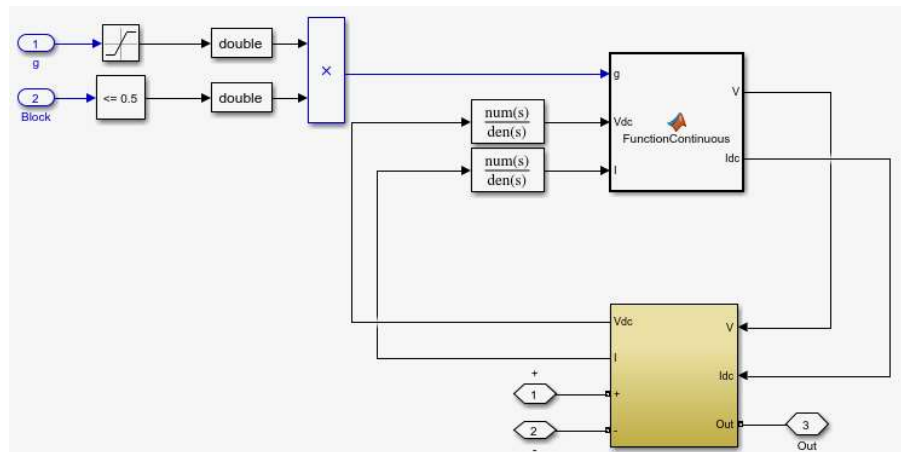 1
g
double
×
2
Block
<= 0.5
double
g
V
num(s)
den(s)
Vdc
FunctionContinuous
Idc
num(s)
den(s)
I
Vdc
V
I
Idc
+
1
+
2
-
-
Out
3
Out